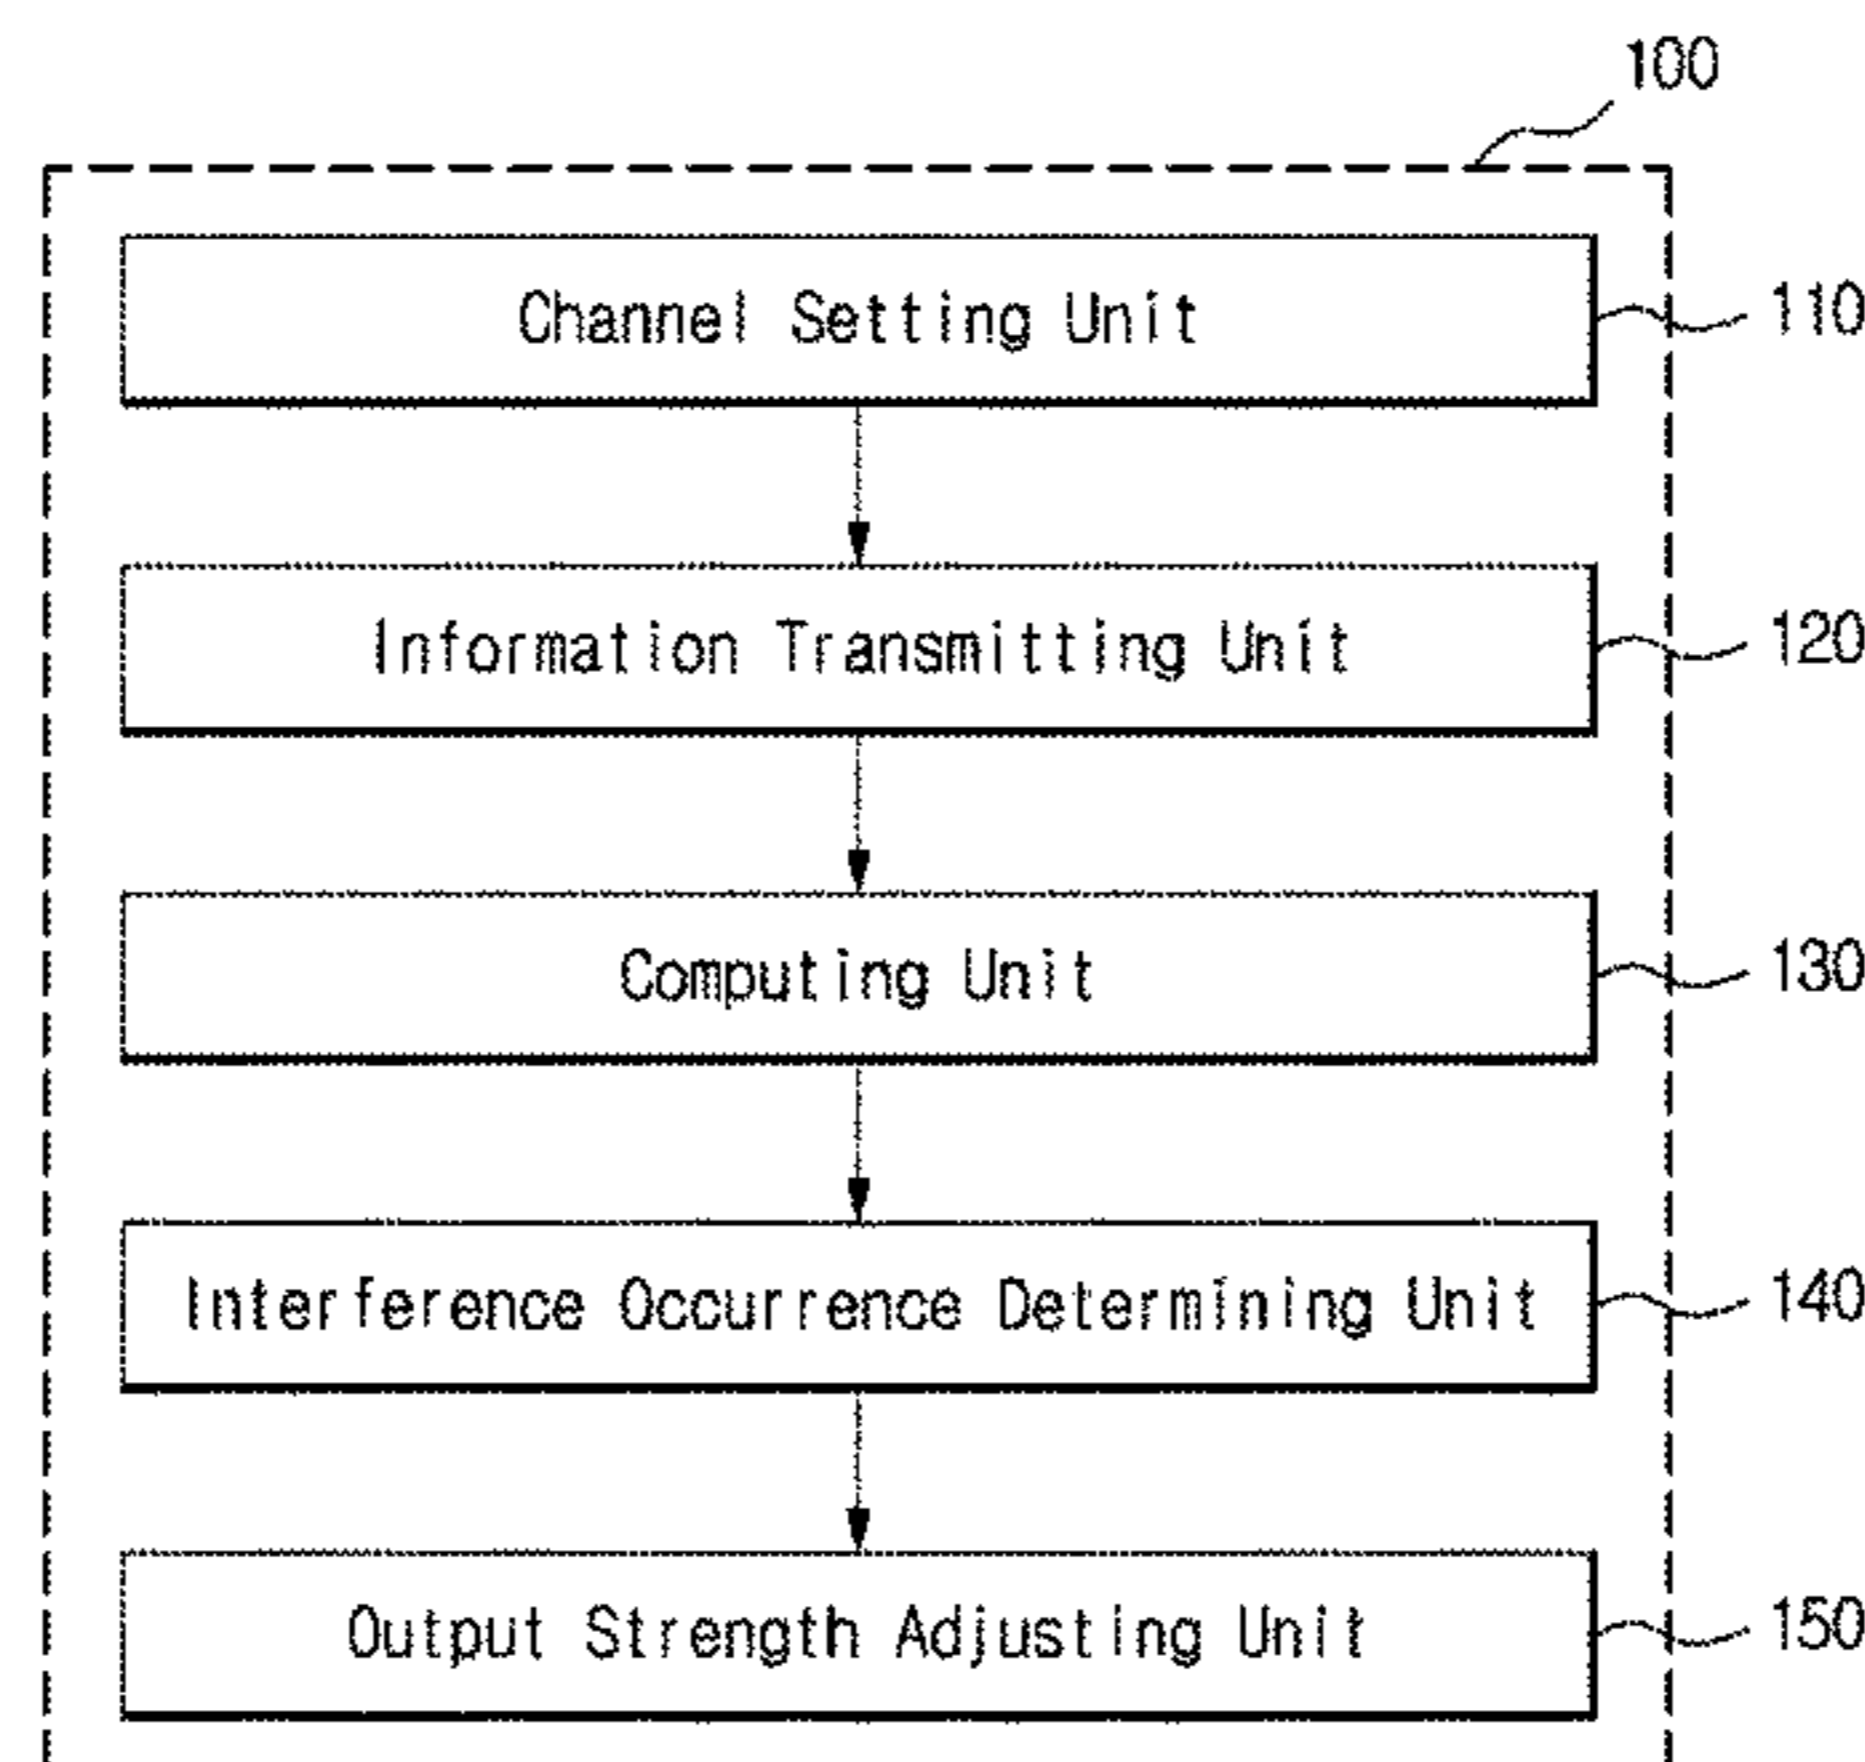 100
Channel Setting Unit 110
Information Transmitting Unit 120
Computing Unit 130
Interference Occurrence Determining Unit 140
Output Strength Adjusting Unit 150